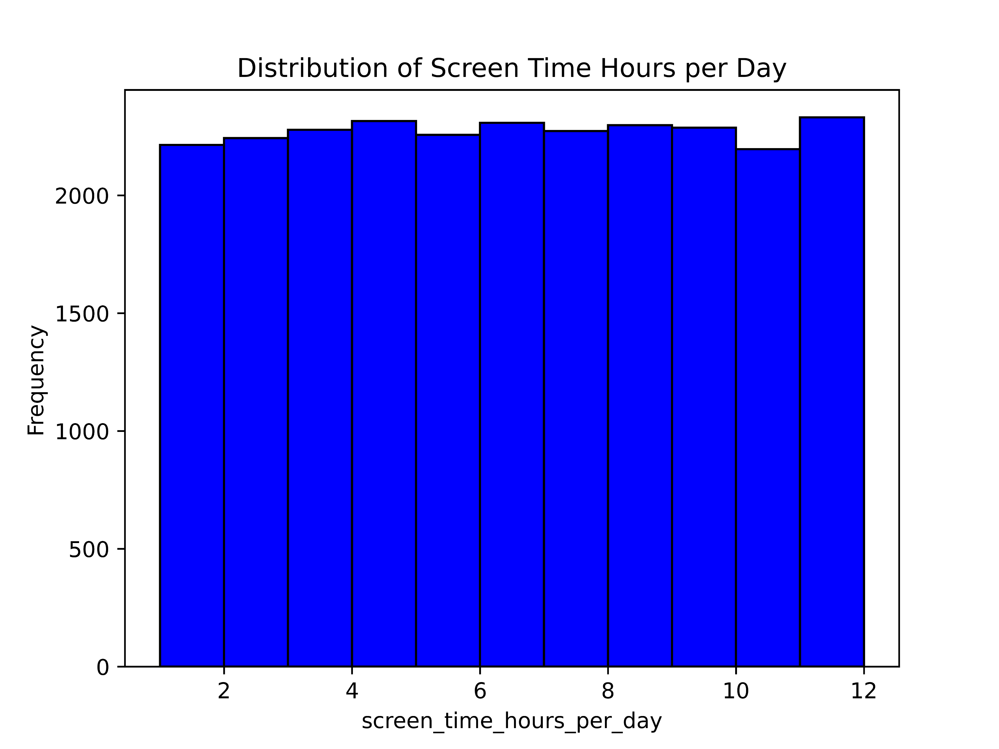 Distribution of Screen Time Hours per Day
Frequency
2000
1500
1000
500
0
2 4 6 8 10 12
screen_time_hours_per_day